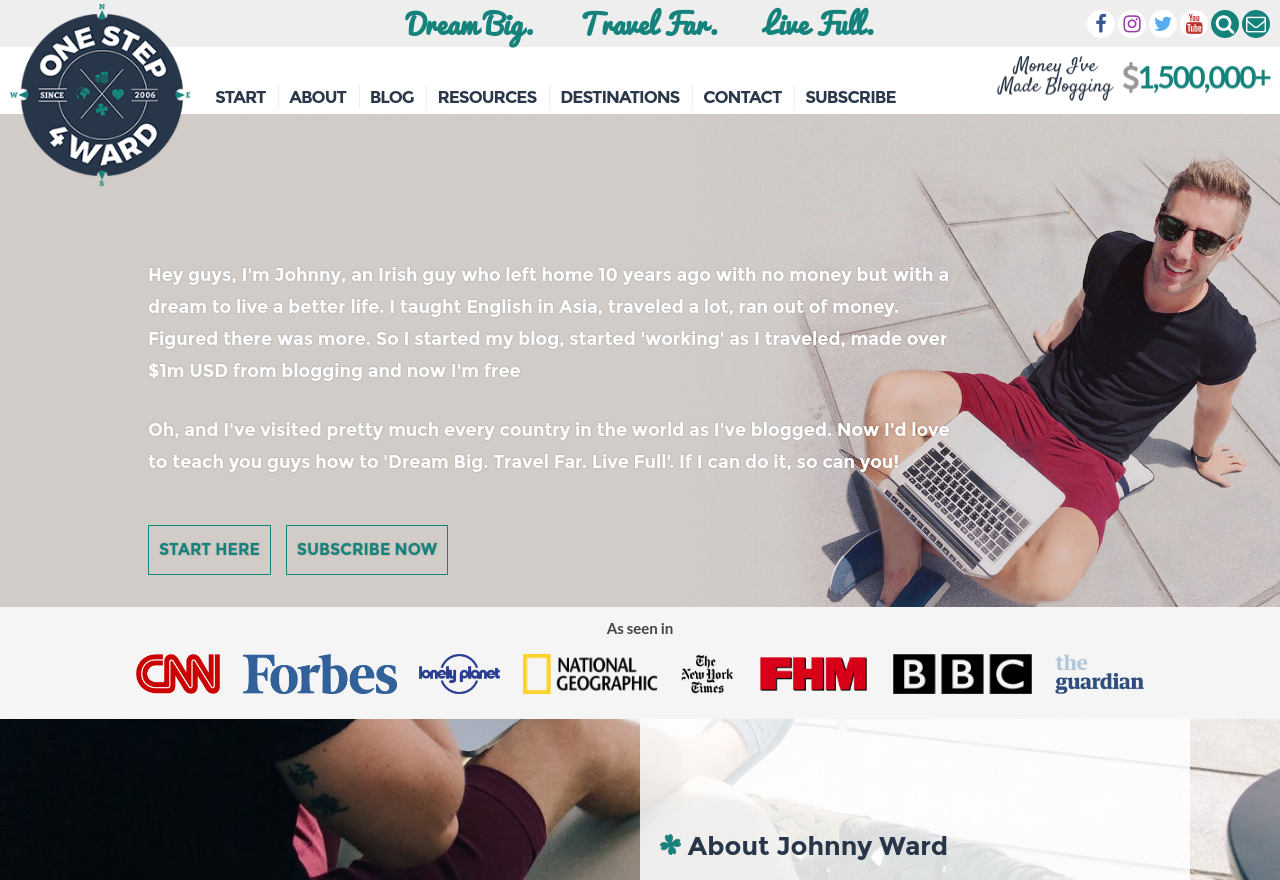 Dream Big. Travel Far. Live Full.
You
Tube
N
ONE STEP
W
SINCE
2006
E
4 WARD
S
Money I've
Made Blogging
$1,500,000+
START
ABOUT
BLOG
RESOURCES
DESTINATIONS
CONTACT
SUBSCRIBE
Hey guys, I'm Johnny, an Irish guy who left home 10 years ago with no money but with a
dream to live a better life. I taught English in Asia, traveled a lot, ran out of money.
Figured there was more. So I started my blog, started 'working' as I traveled, made over
$1m USD from blogging and now I'm free
Oh, and I've visited pretty much every country in the world as I've blogged. Now I'd love
to teach you guys how to 'Dream Big. Travel Far. Live Full'. If I can do it, so can you!
START HERE
SUBSCRIBE NOW
As seen in
CNN
Forbes
lonely planet
NATIONAL
GEOGRAPHIC
The
New York
Times
FHM
BBC
the
guardian
About Johnny Ward